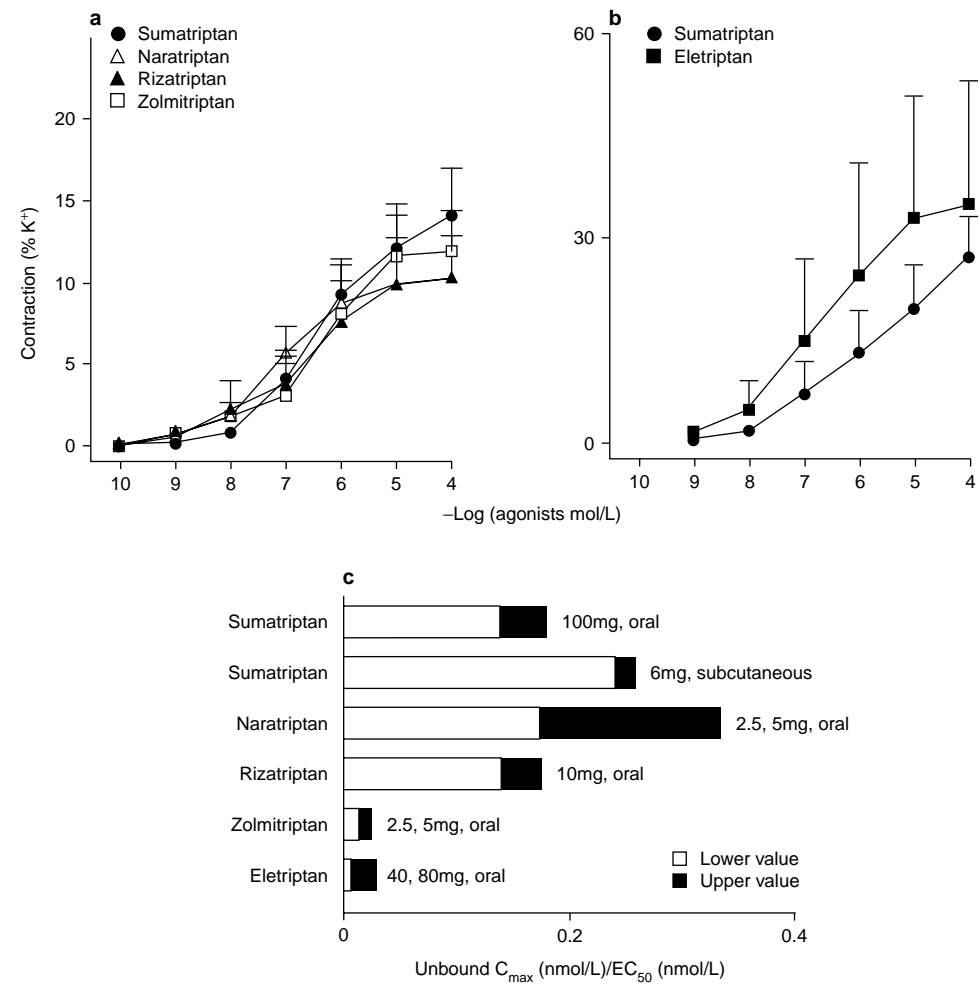 a
Sumatriptan
Naratriptan
Rizatriptan
Zolmitriptan
20
15
10
5
0
Contraction (% K⁺)
10 9 8 7 6 5 4
b
Sumatriptan
Eletriptan
60
30
0
10 9 8 7 6 5 4
–Log (agonists mol/L)
c
Sumatriptan 100mg, oral
Sumatriptan 6mg, subcutaneous
Naratriptan 2.5, 5mg, oral
Rizatriptan 10mg, oral
Zolmitriptan 2.5, 5mg, oral
Eletriptan 40, 80mg, oral
Lower value
Upper value
0 0.2 0.4
Unbound Cmax (nmol/L)/EC50 (nmol/L)